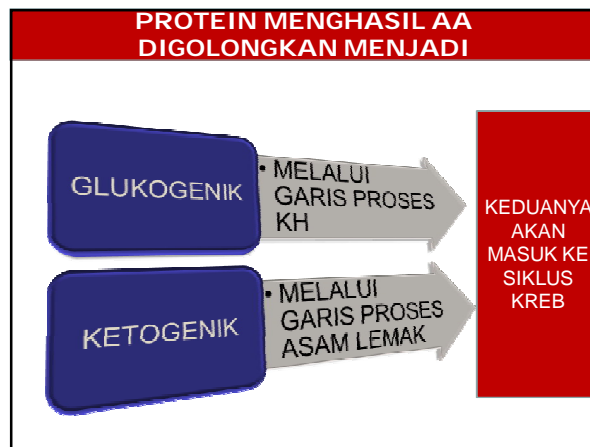 PROTEIN MENGHASIL AA
DIGOLONGKAN MENJADI
GLUKOGENIK
• MELALUI
GARIS PROSES
KH
KETOGENIK
• MELALUI
GARIS PROSES
ASAM LEMAK
KEDUANYA
AKAN
MASUK KE
SIKLUS
KREB